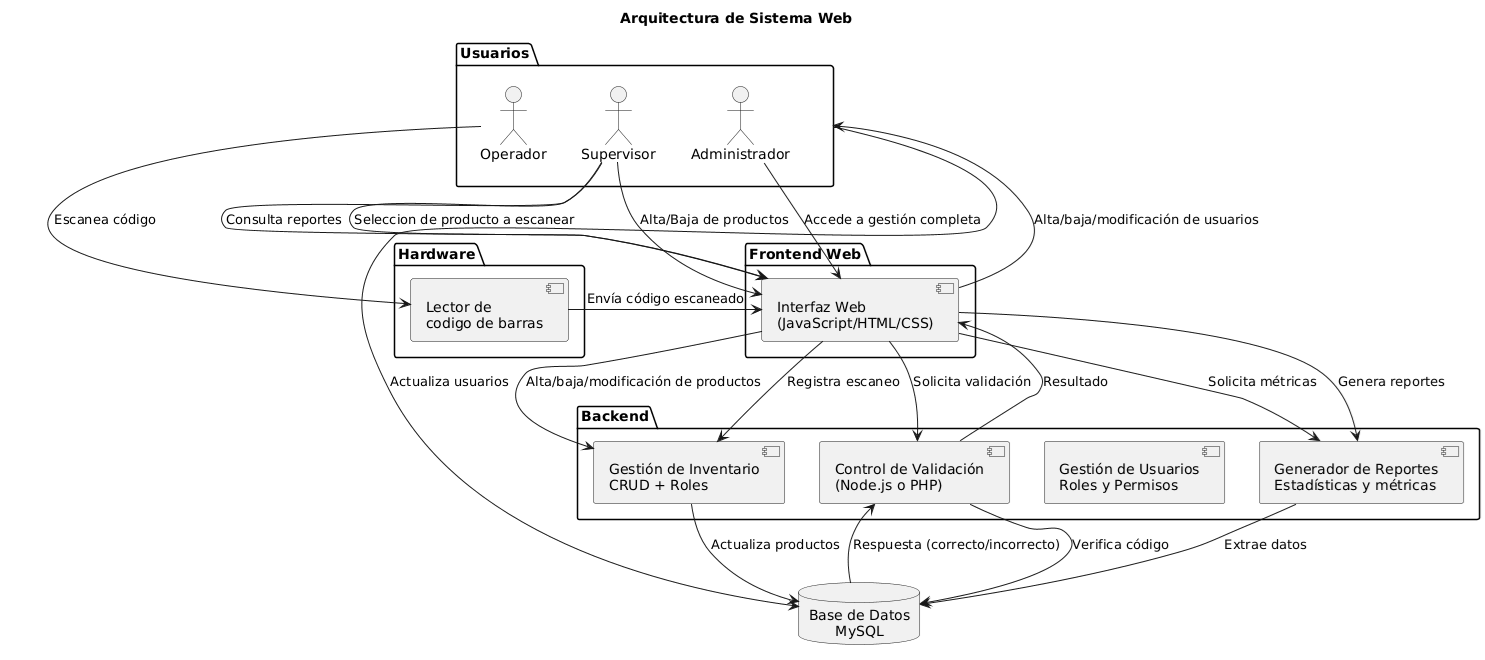 Arquitectura de Sistema Web
Usuarios
Operador
Supervisor
Administrador
Escanea código
Consulta reportes
Seleccion de producto a escanear
Alta/Baja de productos
Accede a gestión completa
Alta/baja/modificación de usuarios
Hardware
Lector de
codigo de barras
Envía código escaneado
Frontend Web
Interfaz Web
(JavaScript/HTML/CSS)
Actualiza usuarios
Alta/baja/modificación de productos
Registra escaneo
Solicita validación
Resultado
Solicita métricas
Genera reportes
Backend
Gestión de Inventario
CRUD + Roles
Control de Validación
(Node.js o PHP)
Gestión de Usuarios
Roles y Permisos
Generador de Reportes
Estadísticas y métricas
Actualiza productos
Respuesta (correcto/incorrecto)
Verifica código
Extrae datos
Base de Datos
MySQL